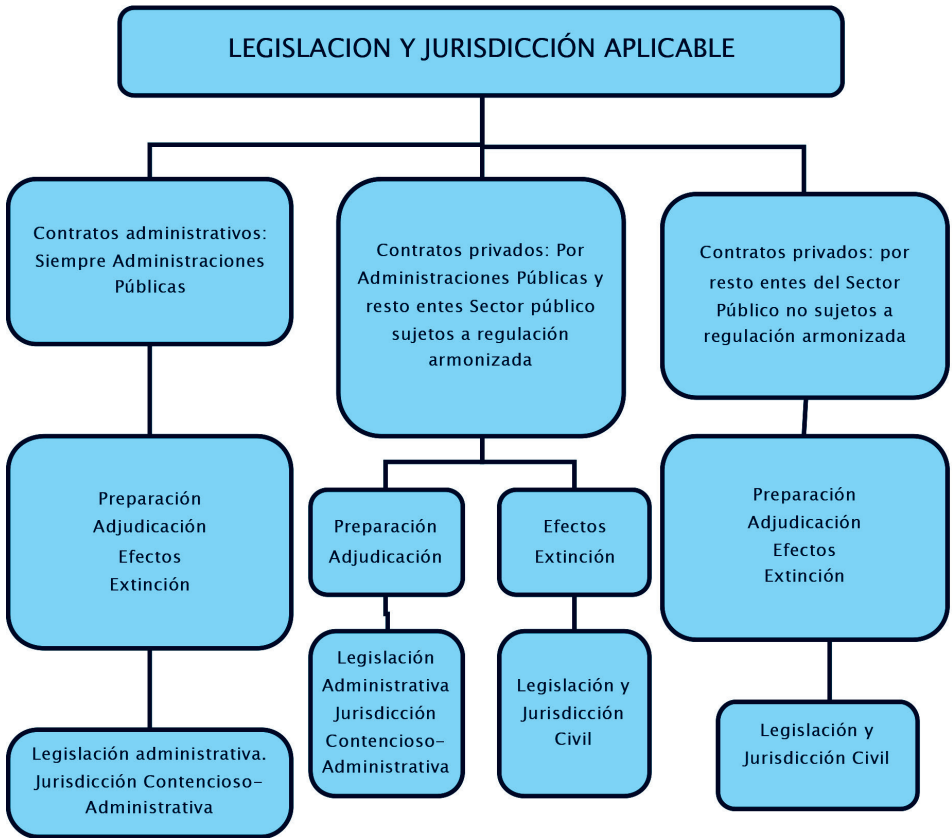 LEGISLACION Y JURISDICCIÓN APLICABLE
Contratos administrativos:
Siempre Administraciones
Públicas
Contratos privados: Por
Administraciones Públicas y
resto entes Sector público
sujetos a regulación
armonizada
Contratos privados: por
resto entes del Sector
Público no sujetos a
regulación armonizada
Preparación
Adjudicación
Efectos
Extinción
Preparación
Adjudicación
Efectos
Extinción
Preparación
Adjudicación
Efectos
Extinción
Legislación administrativa.
Jurisdicción Contencioso-
Administrativa
Legislación
Administrativa
Jurisdicción
Contencioso-
Administrativa
Legislación y
Jurisdicción
Civil
Legislación y
Jurisdicción Civil